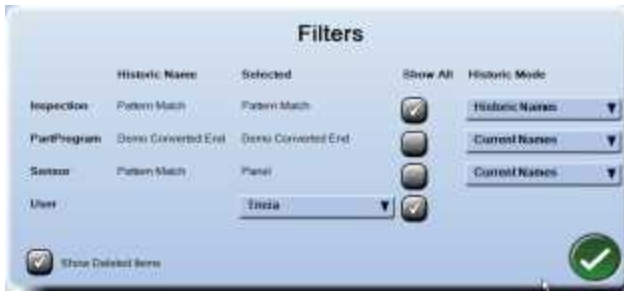 Filters
Historic Name Selected Show All Historic Mode
Inspection Pattern Match Pattern Match Historic Names
PartProgram Demo Converted End Demo Converted End Current Names
Sensor Pattern Match Panel Current Names
User Tricia
Show Deleted Items